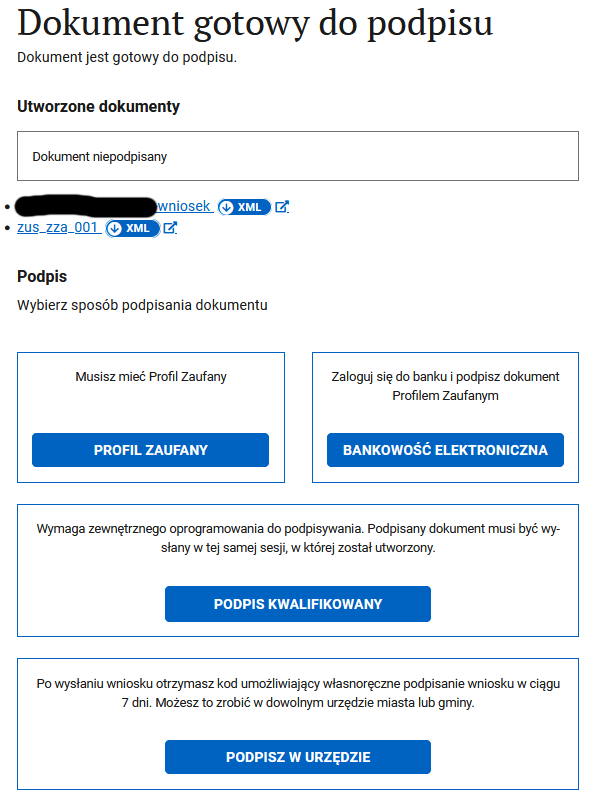 Dokument gotowy do podpisu
Dokument jest gotowy do podpisu.
Utworzone dokumenty
Dokument niepodpisany
wniosek XML
zus_zza_001 XML
Podpis
Wybierz sposób podpisania dokumentu
Musisz mieć Profil Zaufany
PROFIL ZAUFANY
Zaloguj się do banku i podpisz dokument
Profilem Zaufanym
BANKOWOŚĆ ELEKTRONICZNA
Wymaga zewnętrznego oprogramowania do podpisywania. Podpisany dokument musi być wy-
słany w tej samej sesji, w której został utworzony.
PODPIS KWALIFIKOWANY
Po wysłaniu wniosku otrzymasz kod umożliwiający własnoręczne podpisanie wniosku w ciągu
7 dni. Możesz to zrobić w dowolnym urzędzie miasta lub gminy.
PODPISZ W URZĘDZIE